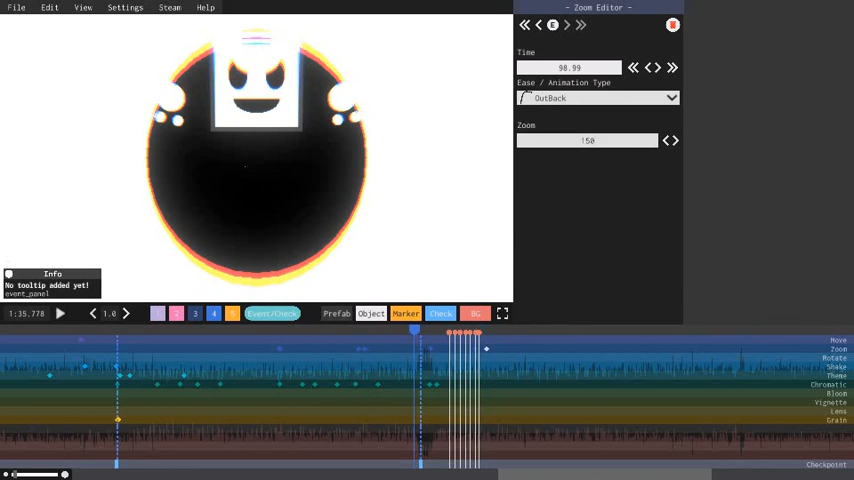 File Edit View Settings Steam Help
- Zoom Editor -
E
Time
98.99
Ease / Animation Type
OutBack
Zoom
150
Info
No tooltip added yet!
event_panel
1:35.778 1.0 1 2 3 4 5 Event/Check Prefab Object Marker Check BG
Move
Zoom
Rotate
Shake
Theme
Chromatic
Bloom
Vignette
Lens
Grain
Checkpoint